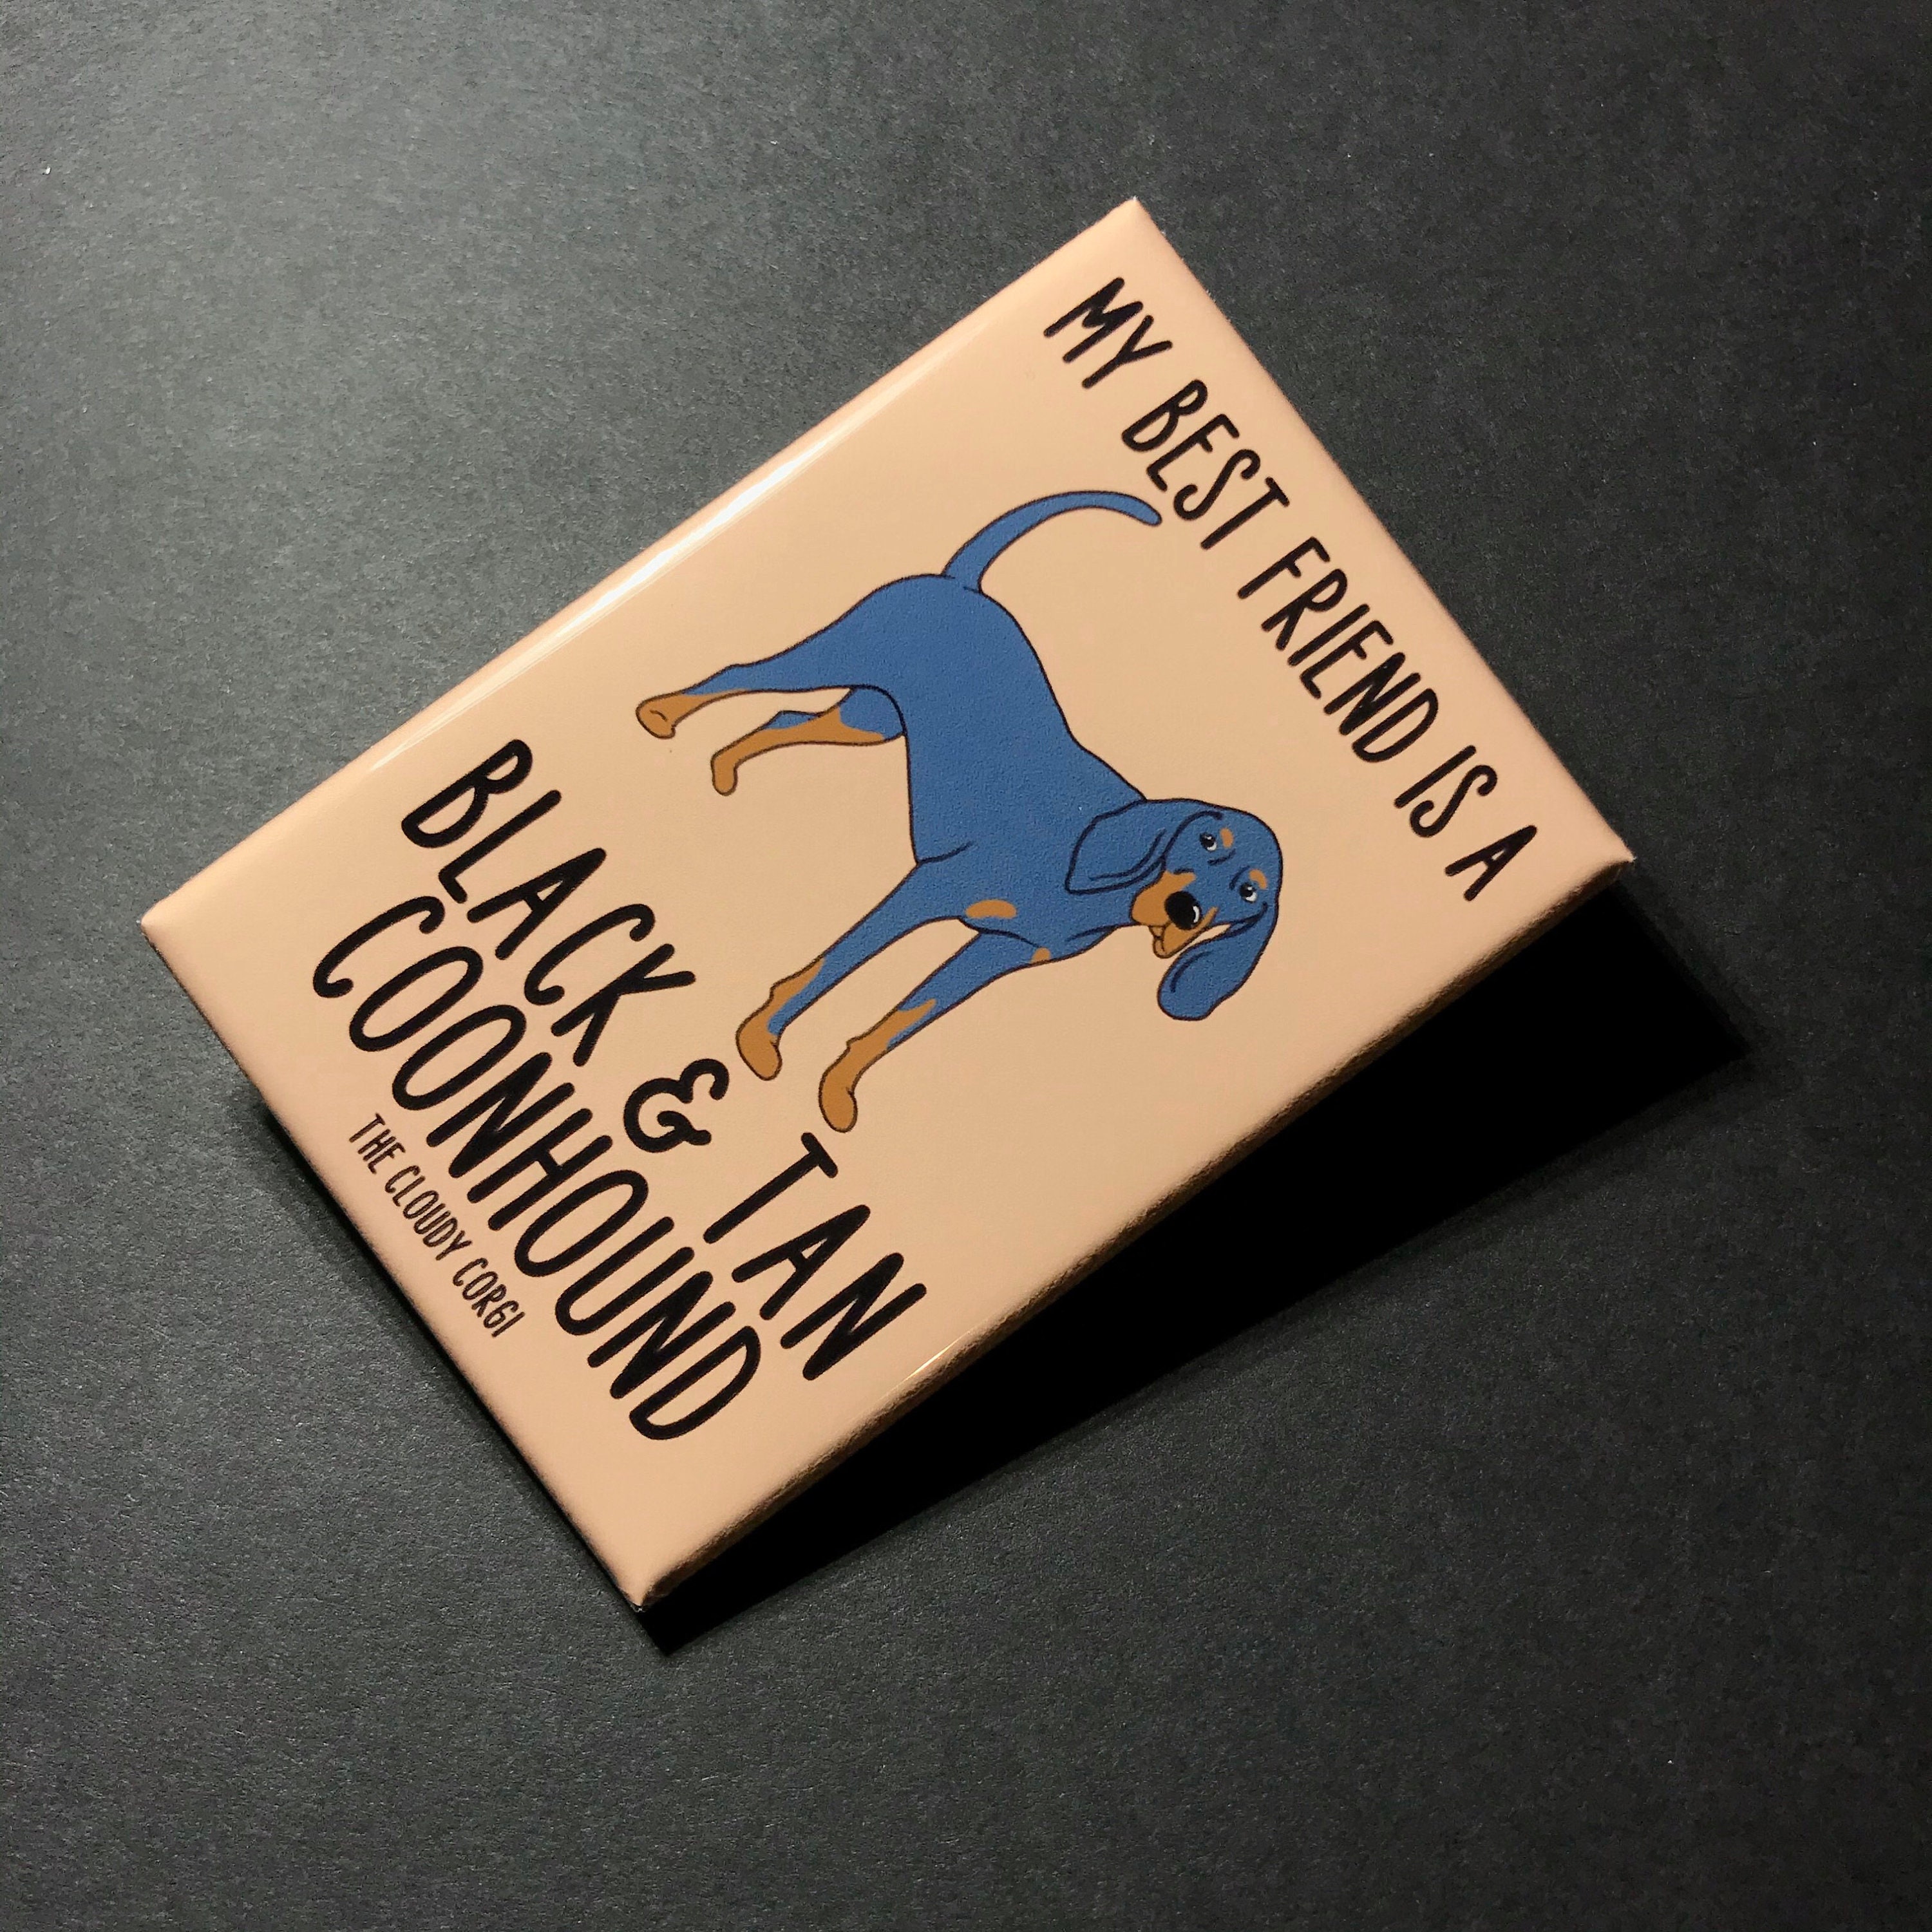 MY BEST FRIEND IS A
BLACK & TAN
COONHOUND
THE CLOUDY CORGI